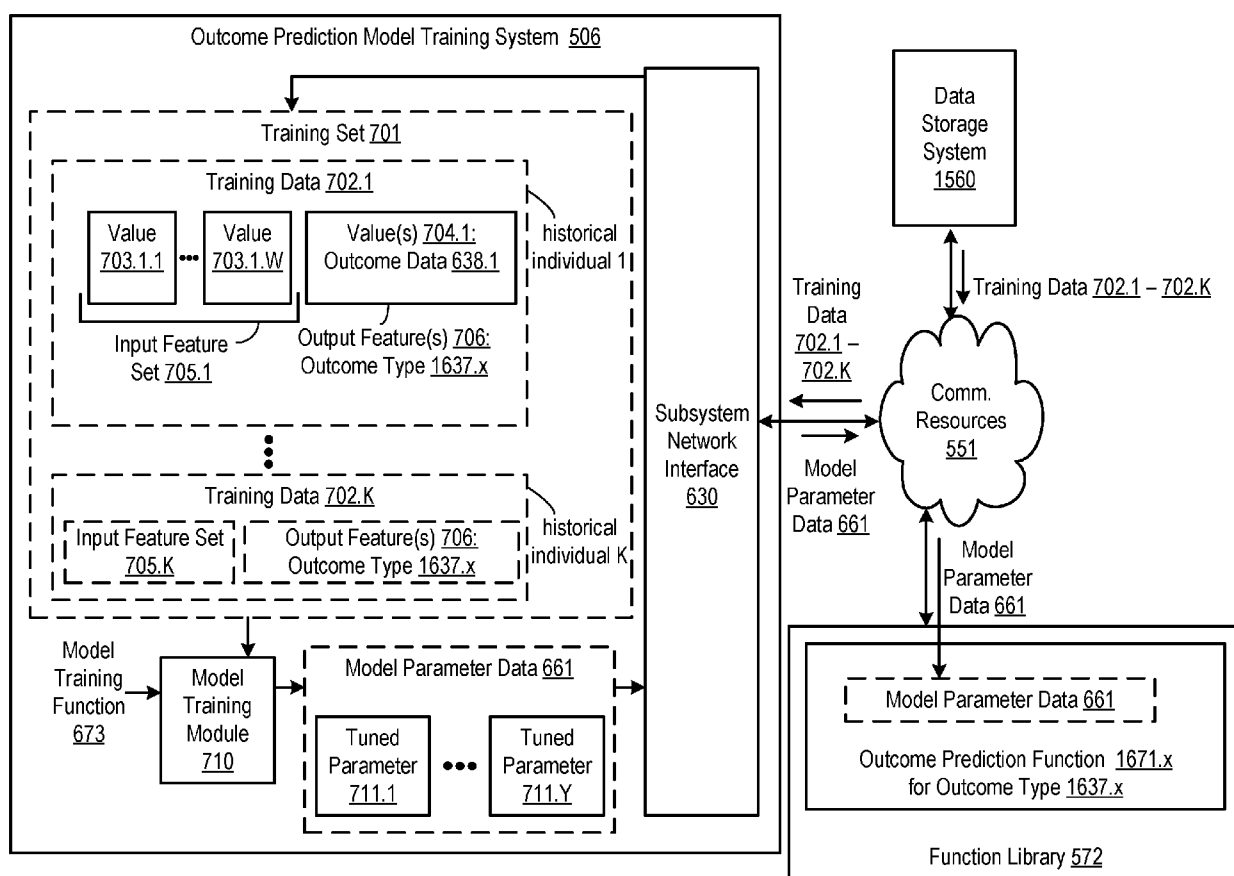 Outcome Prediction Model Training System 506
Training Set 701
Training Data 702.1
Value
703.1.1
•••
Value
703.1.W
Value(s) 704.1:
Outcome Data 638.1
historical
individual 1
Input Feature
Set 705.1
Output Feature(s) 706:
Outcome Type 1637.x
Training Data 702.K
Input Feature Set
705.K
Output Feature(s) 706:
Outcome Type 1637.x
historical
individual K
Model
Training
Function
673
Model
Training
Module
710
Model Parameter Data 661
Tuned
Parameter
711.1
•••
Tuned
Parameter
711.Y
Subsystem
Network
Interface
630
Data
Storage
System
1560
Training Data 702.1 – 702.K
Training
Data
702.1 –
702.K
Comm.
Resources
551
Model
Parameter
Data 661
Model
Parameter
Data 661
Model Parameter Data 661
Outcome Prediction Function 1671.x
for Outcome Type 1637.x
Function Library 572